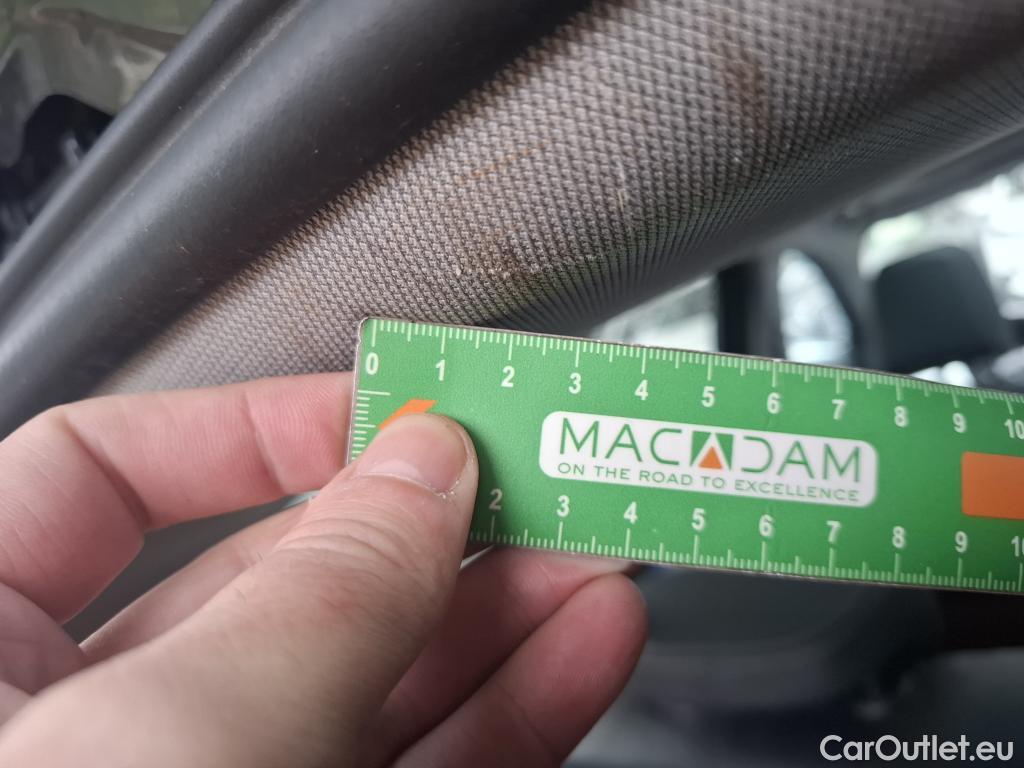 0 1 2 3 4 5 6 7 8 9 10
MACADAM
ON THE ROAD TO EXCELLENCE
2 3 4 5 6 7 8 9
CarOutlet.eu